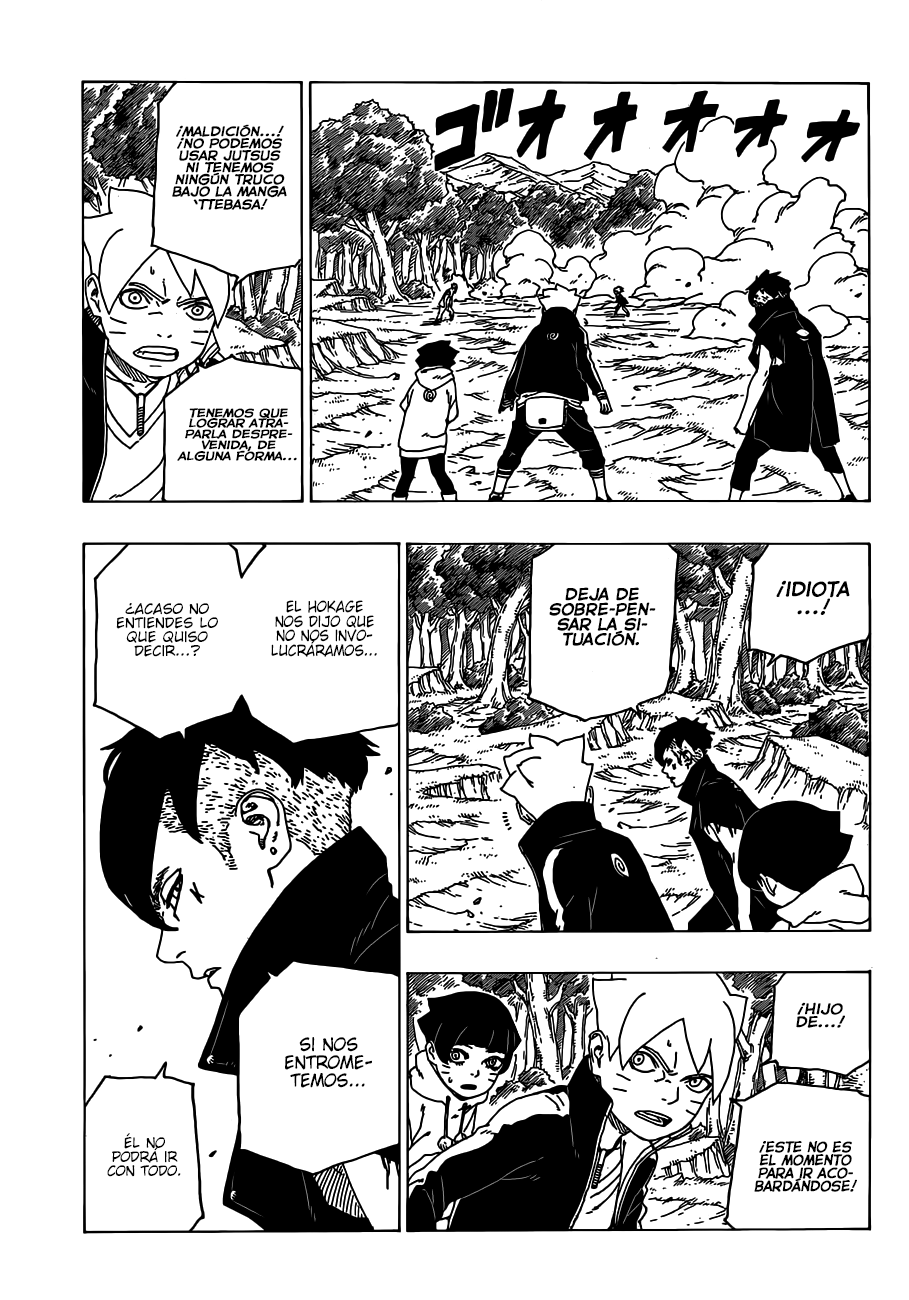 ゴオオオオオ
¡MALDICIÓN...!
¡NO PODEMOS
USAR JUTSUS
NI TENEMOS
NINGÚN TRUCO
BAJO LA MANGA
'TTEBASA!
TENEMOS QUE
LOGRAR ATRA-
PARLA DESPRE-
VENIDA, DE
ALGUNA FORMA...
¡IDIOTA
...!
DEJA DE
SOBRE-PEN-
SAR LA SI-
TUACIÓN.
¡HIJO
DE...!
¡ESTE NO ES
EL MOMENTO
PARA IR ACO-
BARDÁNDOSE!
EL HOKAGE
NOS DIJO QUE
NO NOS INVO-
LUCRÁRAMOS...
¿ACASO NO
ENTIENDES LO
QUE QUISO
DECIR...?
SI NOS
ENTROME-
TEMOS...
ÉL NO
PODRÁ IR
CON TODO.